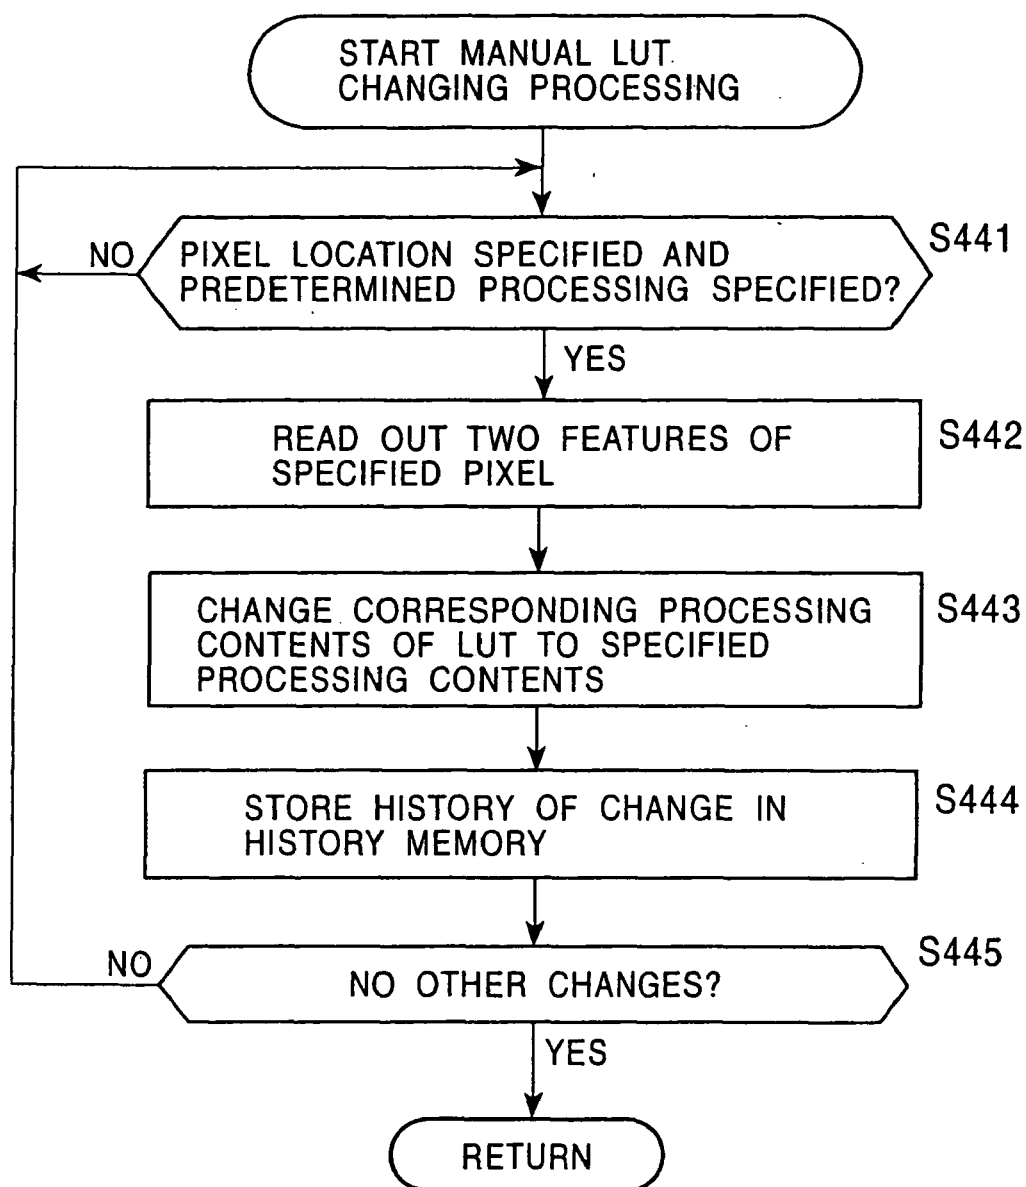 START MANUAL LUT
CHANGING PROCESSING
NO
PIXEL LOCATION SPECIFIED AND
PREDETERMINED PROCESSING SPECIFIED?
S441
YES
READ OUT TWO FEATURES OF
SPECIFIED PIXEL
S442
CHANGE CORRESPONDING PROCESSING
CONTENTS OF LUT TO SPECIFIED
PROCESSING CONTENTS
S443
STORE HISTORY OF CHANGE IN
HISTORY MEMORY
S444
NO
NO OTHER CHANGES?
S445
YES
RETURN